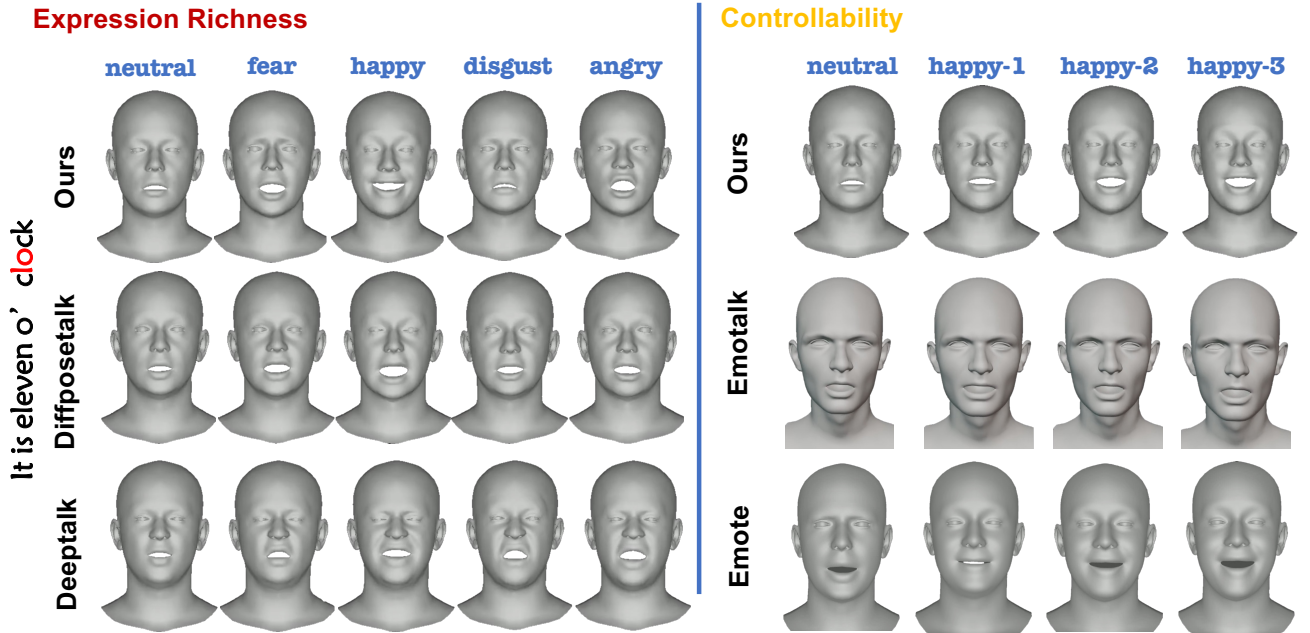 Expression Richness
neutral fear happy disgust angry
Ours
Diffposetalk
Deeptalk
It is eleven o' clock
Controllability
neutral happy-1 happy-2 happy-3
Ours
Emotalk
Emote